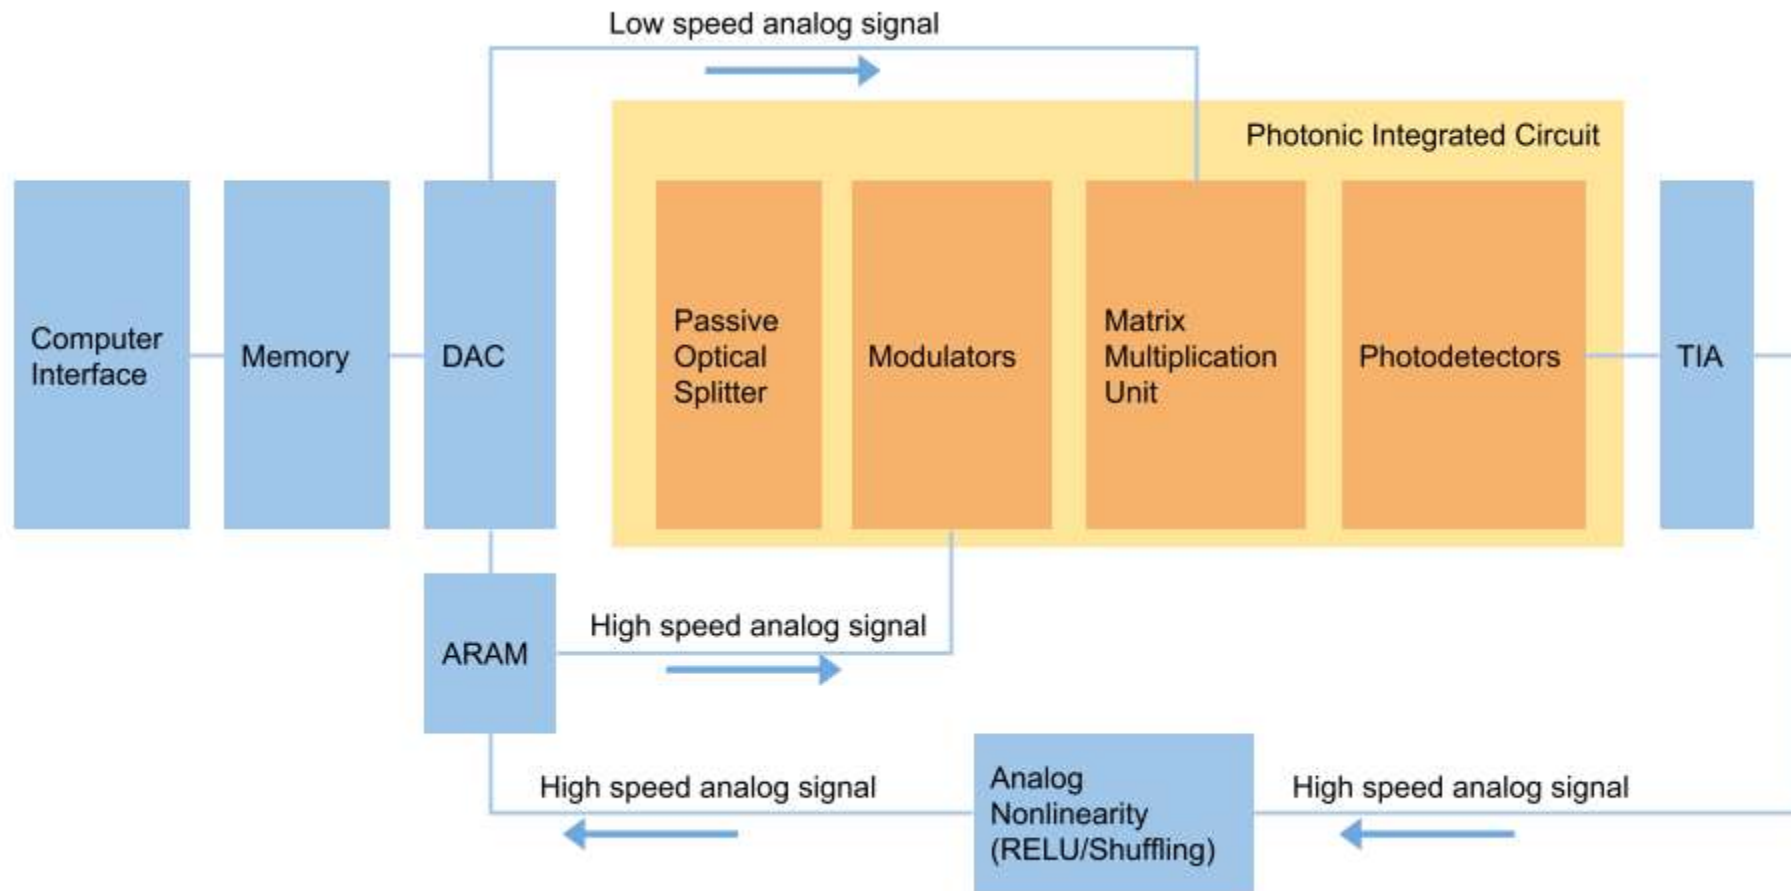 Low speed analog signal
Photonic Integrated Circuit
Computer
Interface
Memory
DAC
Passive
Optical
Splitter
Modulators
Matrix
Multiplication
Unit
Photodetectors
TIA
ARAM
High speed analog signal
High speed analog signal
Analog
Nonlinearity
(RELU/Shuffling)
High speed analog signal